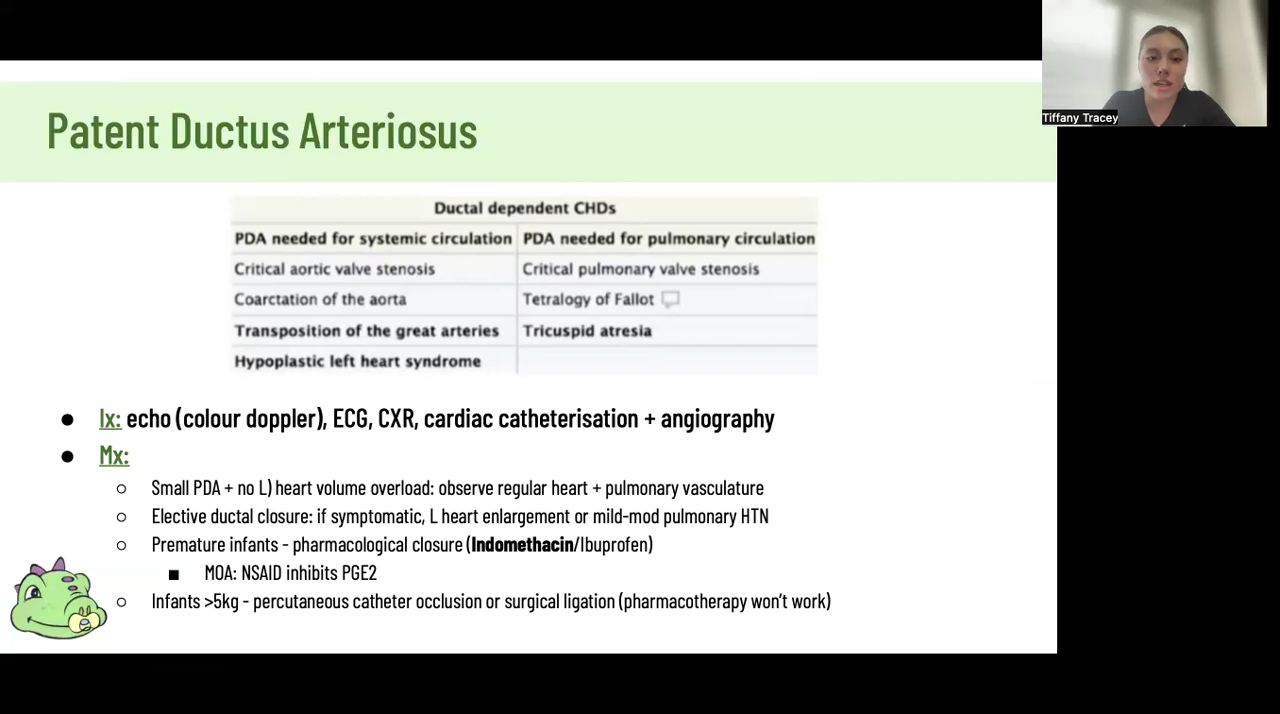 Tiffany Tracey
Patent Ductus Arteriosus
Ductal dependent CHDs
PDA needed for systemic circulation PDA needed for pulmonary circulation
Critical aortic valve stenosis Critical pulmonary valve stenosis
Coarctation of the aorta Tetralogy of Fallot
Transposition of the great arteries Tricuspid atresia
Hypoplastic left heart syndrome
● Ix: echo (colour doppler), ECG, CXR, cardiac catheterisation + angiography
● Mx:
○ Small PDA + no L) heart volume overload: observe regular heart + pulmonary vasculature
○ Elective ductal closure: if symptomatic, L heart enlargement or mild-mod pulmonary HTN
○ Premature infants - pharmacological closure (Indomethacin/Ibuprofen)
■ MOA: NSAID inhibits PGE2
○ Infants >5kg - percutaneous catheter occlusion or surgical ligation (pharmacotherapy won't work)